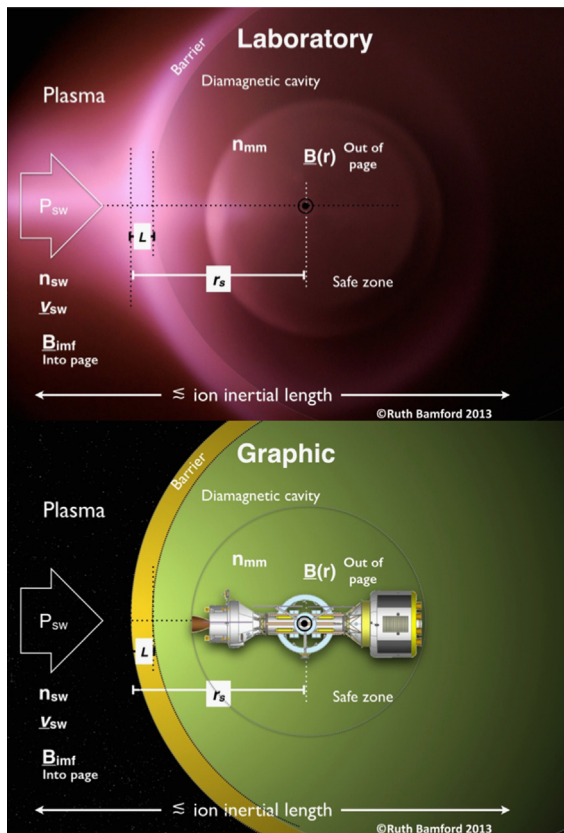 Laboratory
Barrier
Diamagnetic cavity
Plasma
nmm
B(r) Out of
page
Psw
L
rs
nsw
Safe zone
vsw
Bimf
Into page
≲ ion inertial length
©Ruth Bamford 2013
Graphic
Barrier
Diamagnetic cavity
Plasma
nmm
B(r) Out of
page
Psw
L
rs
nsw
Safe zone
vsw
Bimf
Into page
≲ ion inertial length
©Ruth Bamford 2013